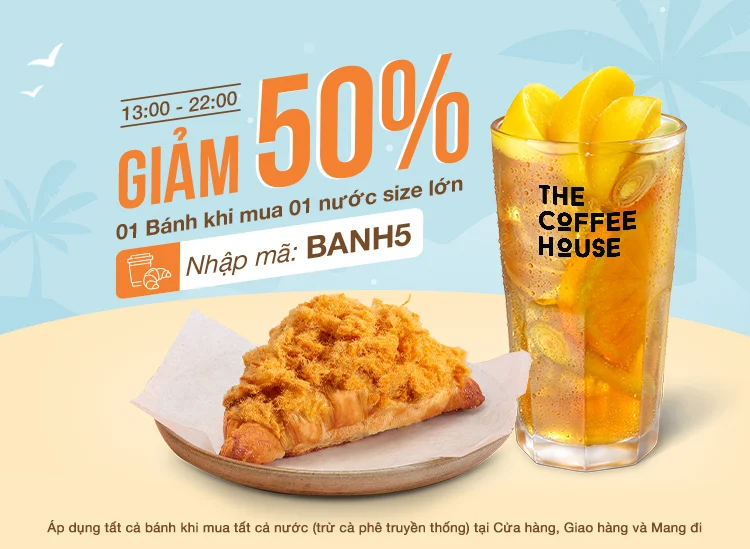 13:00 - 22:00
GIẢM 50%
01 Bánh khi mua 01 nước size lớn
Nhập mã: BANH5
THE
COFFEE
HOUSE
Áp dụng tất cả bánh khi mua tất cả nước (trừ cà phê truyền thống) tại Cửa hàng, Giao hàng và Mang đi